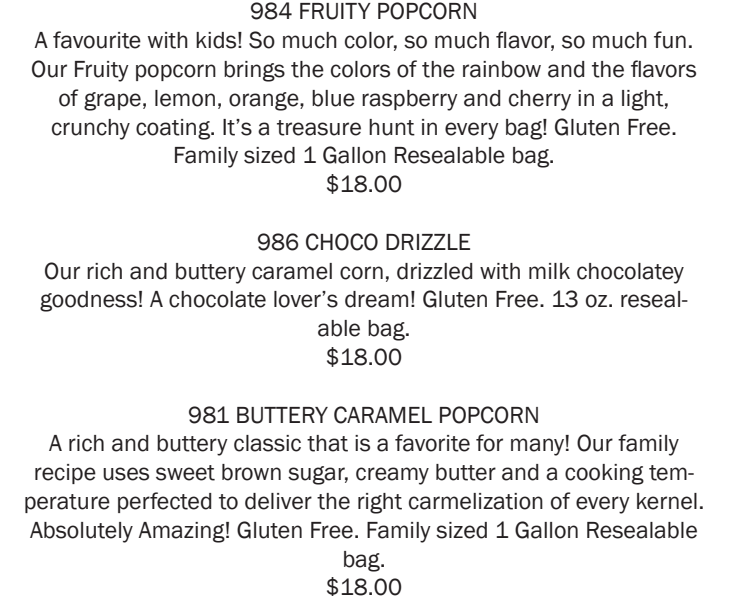 984 FRUITY POPCORN
A favourite with kids! So much color, so much flavor, so much fun.
Our Fruity popcorn brings the colors of the rainbow and the flavors
of grape, lemon, orange, blue raspberry and cherry in a light,
crunchy coating. It’s a treasure hunt in every bag! Gluten Free.
Family sized 1 Gallon Resealable bag.
$18.00
986 CHOCO DRIZZLE
Our rich and buttery caramel corn, drizzled with milk chocolatey
goodness! A chocolate lover’s dream! Gluten Free. 13 oz. reseal-
able bag.
$18.00
981 BUTTERY CARAMEL POPCORN
A rich and buttery classic that is a favorite for many! Our family
recipe uses sweet brown sugar, creamy butter and a cooking tem-
perature perfected to deliver the right carmelization of every kernel.
Absolutely Amazing! Gluten Free. Family sized 1 Gallon Resealable
bag.
$18.00